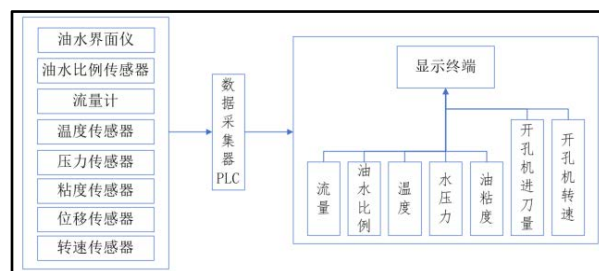 油水界面仪
油水比例传感器
流量计
温度传感器
压力传感器
粘度传感器
位移传感器
转速传感器
数据采集器PLC
显示终端
流量
油水比例
温度
水压力
油粘度
开孔机进刀量
开孔机转速